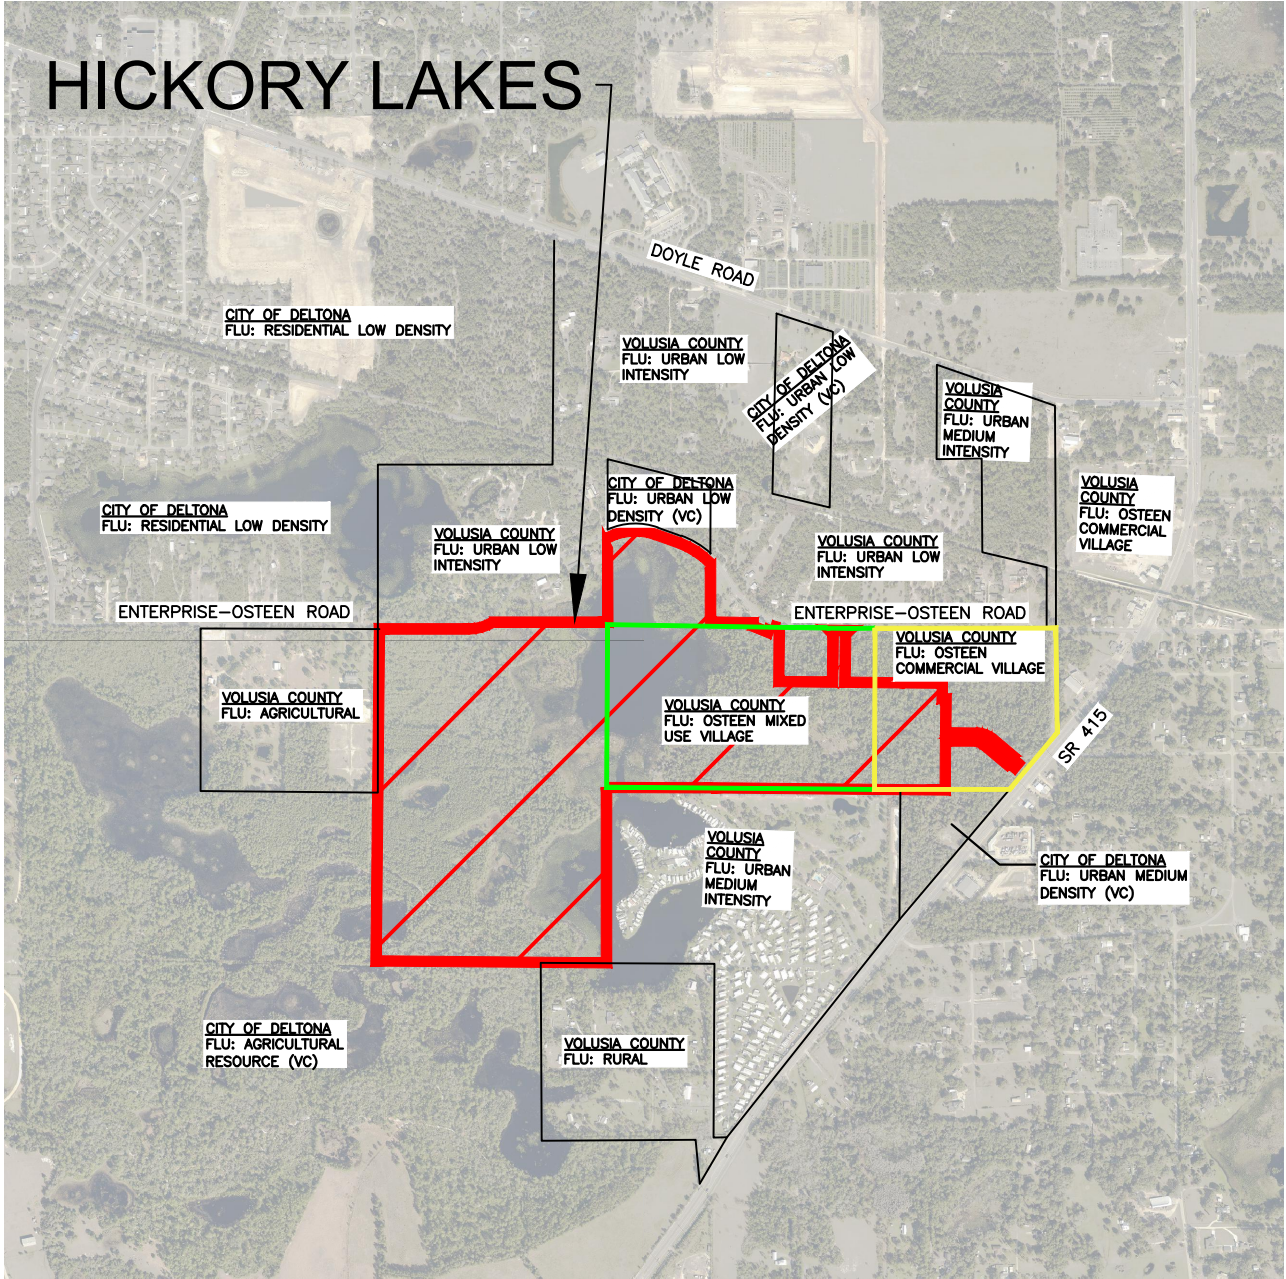 HICKORY LAKES
DOYLE ROAD
CITY OF DELTONA
FLU: RESIDENTIAL LOW DENSITY
VOLUSIA COUNTY
FLU: URBAN LOW
INTENSITY
CITY OF DELTONA
FLU: URBAN LOW
DENSITY (VC)
VOLUSIA
COUNTY
FLU: URBAN
MEDIUM
INTENSITY
CITY OF DELTONA
FLU: RESIDENTIAL LOW DENSITY
VOLUSIA COUNTY
FLU: URBAN LOW
INTENSITY
CITY OF DELTONA
FLU: URBAN LOW
DENSITY (VC)
VOLUSIA COUNTY
FLU: URBAN LOW
INTENSITY
VOLUSIA
COUNTY
FLU: OSTEEN
COMMERCIAL
VILLAGE
ENTERPRISE-OSTEEN ROAD
ENTERPRISE-OSTEEN ROAD
VOLUSIA COUNTY
FLU: OSTEEN
COMMERCIAL VILLAGE
VOLUSIA COUNTY
FLU: AGRICULTURAL
VOLUSIA COUNTY
FLU: OSTEEN MIXED
USE VILLAGE
SR 415
VOLUSIA
COUNTY
FLU: URBAN
MEDIUM
INTENSITY
CITY OF DELTONA
FLU: URBAN MEDIUM
DENSITY (VC)
CITY OF DELTONA
FLU: AGRICULTURAL
RESOURCE (VC)
VOLUSIA COUNTY
FLU: RURAL